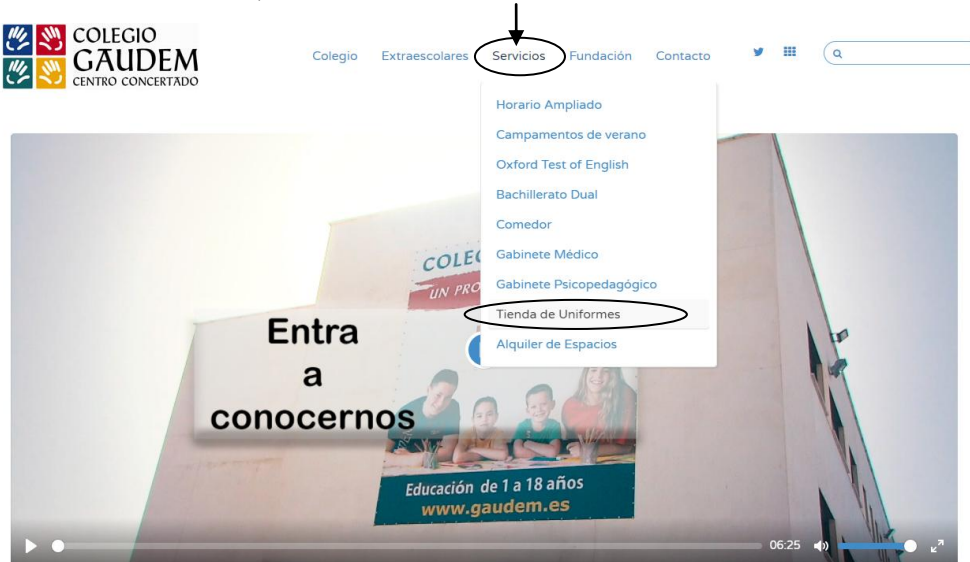 COLEGIO
GAUDEM
CENTRO CONCERTADO
Colegio Extraescolares Servicios Fundación Contacto
Horario Ampliado
Campamentos de verano
Oxford Test of English
Bachillerato Dual
Comedor
Gabinete Médico
Gabinete Psicopedagógico
Tienda de Uniformes
Alquiler de Espacios
COLE
UN PRO
Entra
a
conocernos
Educación de 1 a 18 años
www.gaudem.es
06:25